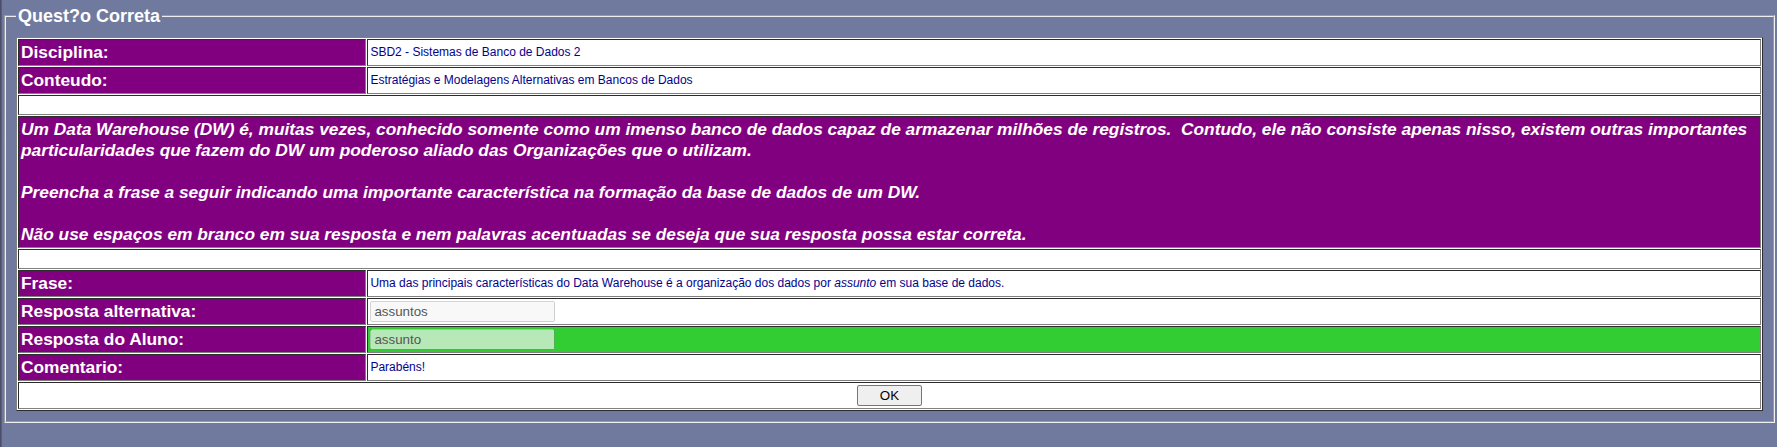 Quest?o Correta
Disciplina: SBD2 - Sistemas de Banco de Dados 2
Conteudo: Estratégias e Modelagens Alternativas em Bancos de Dados
Um Data Warehouse (DW) é, muitas vezes, conhecido somente como um imenso banco de dados capaz de armazenar milhões de registros.  Contudo, ele não consiste apenas nisso, existem outras importantes
particularidades que fazem do DW um poderoso aliado das Organizações que o utilizam.
Preencha a frase a seguir indicando uma importante característica na formação da base de dados de um DW.
Não use espaços em branco em sua resposta e nem palavras acentuadas se deseja que sua resposta possa estar correta.
Frase: Uma das principais características do Data Warehouse é a organização dos dados por assunto em sua base de dados.
Resposta alternativa: assuntos
Resposta do Aluno: assunto
Comentario: Parabéns!
OK